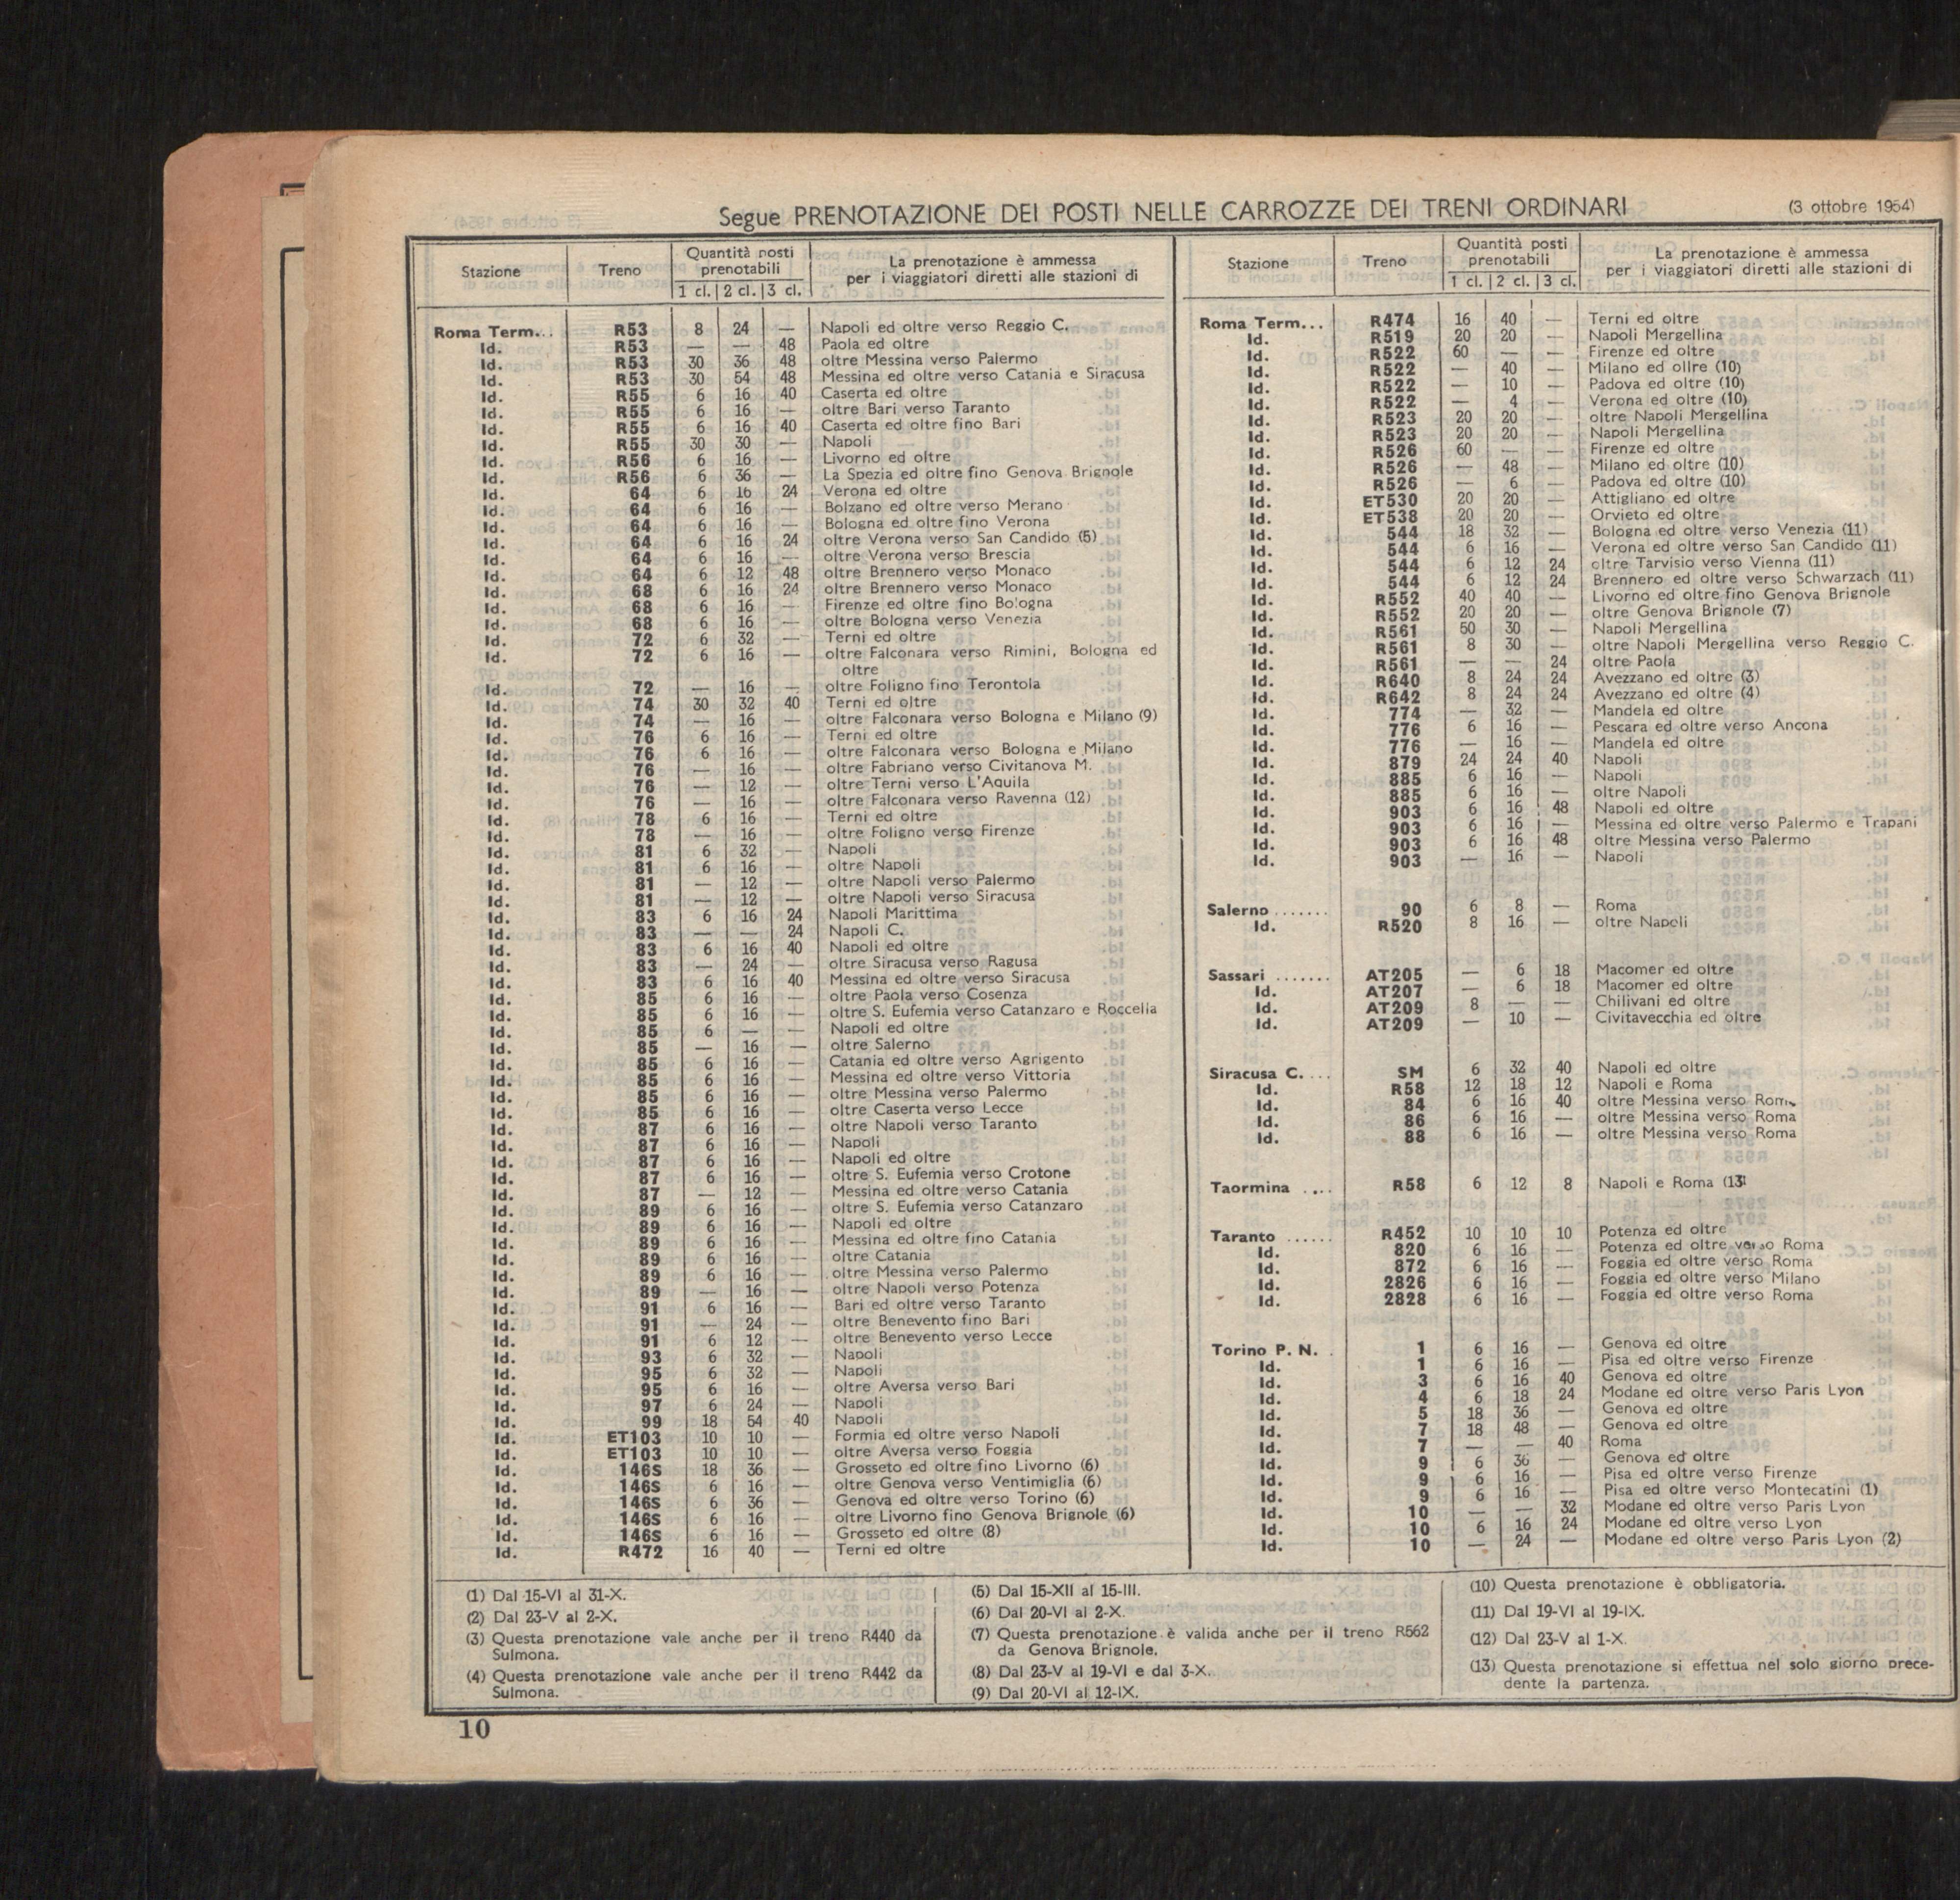 Segue PRENOTAZIONE DEI POSTI NELLE CARROZZE DEI TRENI ORDINARI (3 ottobre 1954)
Stazione Treno Quantità posti prenotabili 1 cl. 2 cl. 3 cl. La prenotazione è ammessa per i viaggiatori diretti alle stazioni di
Roma Term... R53 8 24 — Napoli ed oltre verso Reggio C.
Id. R53 — — 48 Paola ed oltre
Id. R53 30 36 48 oltre Messina verso Palermo
Id. R53 30 54 48 Messina ed oltre verso Catania e Siracusa
Id. R55 6 16 40 Caserta ed oltre
Id. R55 6 16 — oltre Bari verso Taranto
Id. R55 6 16 40 Caserta ed oltre fino Bari
Id. R55 30 30 — Napoli
Id. R56 6 16 — Livorno ed oltre
Id. R56 6 36 — La Spezia ed oltre fino Genova Brignole
Id. 64 6 16 24 Verona ed oltre
Id. 64 6 16 — Bolzano ed oltre verso Merano
Id. 64 6 16 — Bologna ed oltre fino Verona
Id. 64 6 16 24 oltre Verona verso San Candido (5)
Id. 64 6 16 — oltre Verona verso Brescia
Id. 64 6 12 48 oltre Brennero verso Monaco
Id. 68 6 16 24 oltre Brennero verso Monaco
Id. 68 6 16 — Firenze ed oltre fino Bologna
Id. 68 6 16 — oltre Bologna verso Venezia
Id. 72 6 32 — Terni ed oltre
Id. 72 6 16 — oltre Falconara verso Rimini, Bologna ed
oltre
Id. 72 — 16 — oltre Foligno fino Terontola
Id. 74 30 32 40 Terni ed oltre
Id. 74 — 16 — oltre Falconara verso Bologna e Milano (9)
Id. 76 6 16 — Terni ed oltre
Id. 76 6 16 — oltre Falconara verso Bologna e Milano
Id. 76 — 16 — oltre Fabriano verso Civitanova M.
Id. 76 — 12 — oltre Terni verso L'Aquila
Id. 76 — 16 — oltre Falconara verso Ravenna (12)
Id. 78 6 16 — Terni ed oltre
Id. 78 — 16 — oltre Foligno verso Firenze
Id. 81 6 32 — Napoli
Id. 81 6 16 — oltre Napoli
Id. 81 — 12 — oltre Napoli verso Palermo
Id. 81 — 12 — oltre Napoli verso Siracusa
Id. 83 6 16 24 Napoli Marittima
Id. 83 — — 24 Napoli C.
Id. 83 6 16 40 Napoli ed oltre
Id. 83 — 24 — oltre Siracusa verso Ragusa
Id. 83 6 16 40 Messina ed oltre verso Siracusa
Id. 85 6 16 — oltre Paola verso Cosenza
Id. 85 6 16 — oltre S. Eufemia verso Catanzaro e Roccella
Id. 85 6 — — Napoli ed oltre
Id. 85 — 16 — oltre Salerno
Id. 85 6 16 — Catania ed oltre verso Agrigento
Id. 85 6 16 — Messina ed oltre verso Vittoria
Id. 85 6 16 — oltre Messina verso Palermo
Id. 85 6 16 — oltre Caserta verso Lecce
Id. 87 6 16 — oltre Napoli verso Taranto
Id. 87 6 16 — Napoli
Id. 87 6 16 — Napoli ed oltre
Id. 87 6 16 — oltre S. Eufemia verso Crotone
Id. 87 — 12 — Messina ed oltre verso Catania
Id. 89 6 16 — oltre S. Eufemia verso Catanzaro
Id. 89 6 16 — Napoli ed oltre
Id. 89 6 16 — Messina ed oltre fino Catania
Id. 89 6 16 — oltre Catania
Id. 89 6 16 — oltre Messina verso Palermo
Id. 89 — 16 — oltre Napoli verso Potenza
Id. 91 6 16 — Bari ed oltre verso Taranto
Id. 91 — 24 — oltre Benevento fino Bari
Id. 91 6 12 — oltre Benevento verso Lecce
Id. 93 6 32 — Napoli
Id. 95 6 32 — Napoli
Id. 95 6 16 — oltre Aversa verso Bari
Id. 97 6 24 — Napoli
Id. 99 18 54 40 Napoli
Id. ET103 10 10 — Formia ed oltre verso Napoli
Id. ET103 10 10 — oltre Aversa verso Foggia
Id. 146S 18 36 — Grosseto ed oltre fino Livorno (6)
Id. 146S 6 16 — oltre Genova verso Ventimiglia (6)
Id. 146S 6 36 — Genova ed oltre verso Torino (6)
Id. 146S 6 16 — oltre Livorno fino Genova Brignole (6)
Id. 146S 6 16 — Grosseto ed oltre (8)
Id. R472 16 40 — Terni ed oltre
Stazione Treno Quantità posti prenotabili 1 cl. 2 cl. 3 cl. La prenotazione è ammessa per i viaggiatori diretti alle stazioni di
Roma Term... R474 16 40 — Terni ed oltre
Id. R519 20 20 — Napoli Mergellina
Id. R522 60 — — Firenze ed oltre
Id. R522 — 40 — Milano ed ollre (10)
Id. R522 — 10 — Padova ed oltre (10)
Id. R522 — 4 — Verona ed oltre (10)
Id. R523 20 20 — oltre Napoli Mergellina
Id. R523 20 20 — Napoli Mergellina
Id. R526 60 — — Firenze ed oltre
Id. R526 — 48 — Milano ed oltre (10)
Id. R526 — 6 — Padova ed oltre (10)
Id. ET530 20 20 — Attigliano ed oltre
Id. ET538 20 20 — Orvieto ed oltre
Id. 544 18 32 — Bologna ed oltre verso Venezia (11)
Id. 544 6 16 — Verona ed oltre verso San Candido (11)
Id. 544 6 12 24 oltre Tarvisio verso Vienna (11)
Id. 544 6 12 24 Brennero ed oltre verso Schwarzach (11)
Id. R552 40 40 — Livorno ed oltre fino Genova Brignole
Id. R552 20 20 — oltre Genova Brignole (7)
Id. R561 50 30 — Napoli Mergellina
Id. R561 8 30 — oltre Napoli Mergellina verso Reggio C.
Id. R561 — — 24 oltre Paola
Id. R640 8 24 24 Avezzano ed oltre (3)
Id. R642 8 24 24 Avezzano ed oltre (4)
Id. 774 — 32 — Mandela ed oltre
Id. 776 6 16 — Pescara ed oltre verso Ancona
Id. 776 — 16 — Mandela ed oltre
Id. 879 24 24 40 Napoli
Id. 885 6 16 — Napoli
Id. 885 6 16 — oltre Napoli
Id. 903 6 16 48 Napoli ed oltre
Id. 903 6 16 — Messina ed oltre verso Palermo e Trapani
Id. 903 6 16 48 oltre Messina verso Palermo
Id. 903 — 16 — Napoli
Salerno ....... 90 6 8 — Roma
Id. R520 8 16 — oltre Napoli
Sassari ....... AT205 — 6 18 Macomer ed oltre
Id. AT207 — 6 18 Macomer ed oltre
Id. AT209 8 — — Chilivani ed oltre
Id. AT209 — 10 — Civitavecchia ed oltre
Siracusa C. ... SM 6 32 40 Napoli ed oltre
Id. R58 12 18 12 Napoli e Roma
Id. 84 6 16 40 oltre Messina verso Roma
Id. 86 6 16 — oltre Messina verso Roma
Id. 88 6 16 — oltre Messina verso Roma
Taormina .... R58 6 12 8 Napoli e Roma (13)
Taranto ...... R452 10 10 10 Potenza ed oltre
Id. 820 6 16 — Potenza ed oltre verso Roma
Id. 872 6 16 — Foggia ed oltre verso Roma
Id. 2826 6 16 — Foggia ed oltre verso Milano
Id. 2828 6 16 — Foggia ed oltre verso Roma
Torino P. N. . 1 6 16 — Genova ed oltre
Id. 1 6 16 — Pisa ed oltre verso Firenze
Id. 3 6 16 40 Genova ed oltre
Id. 4 6 18 24 Modane ed oltre verso Paris Lyon
Id. 5 18 36 — Genova ed oltre
Id. 7 18 48 — Genova ed oltre
Id. 7 — — 40 Roma
Id. 9 6 36 — Genova ed oltre
Id. 9 6 16 — Pisa ed oltre verso Firenze
Id. 9 6 16 — Pisa ed oltre verso Montecatini (1)
Id. 10 — — 32 Modane ed oltre verso Paris Lyon
Id. 10 6 16 24 Modane ed oltre verso Lyon
Id. 10 — 24 — Modane ed oltre verso Paris Lyon (2)
(1) Dal 15-VI al 31-X.
(2) Dal 23-V al 2-X.
(3) Questa prenotazione vale anche per il treno R440 da
Sulmona.
(4) Questa prenotazione vale anche per il treno R442 da
Sulmona.
(5) Dal 15-XII al 15-III.
(6) Dal 20-VI al 2-X.
(7) Questa prenotazione è valida anche per il treno R562
da Genova Brignole.
(8) Dal 23-V al 19-VI e dal 3-X.
(9) Dal 20-VI al 12-IX.
(10) Questa prenotazione è obbligatoria.
(11) Dal 19-VI al 19-IX.
(12) Dal 23-V al 1-X.
(13) Questa prenotazione si effettua nel solo giorno prece-
dente la partenza.
10